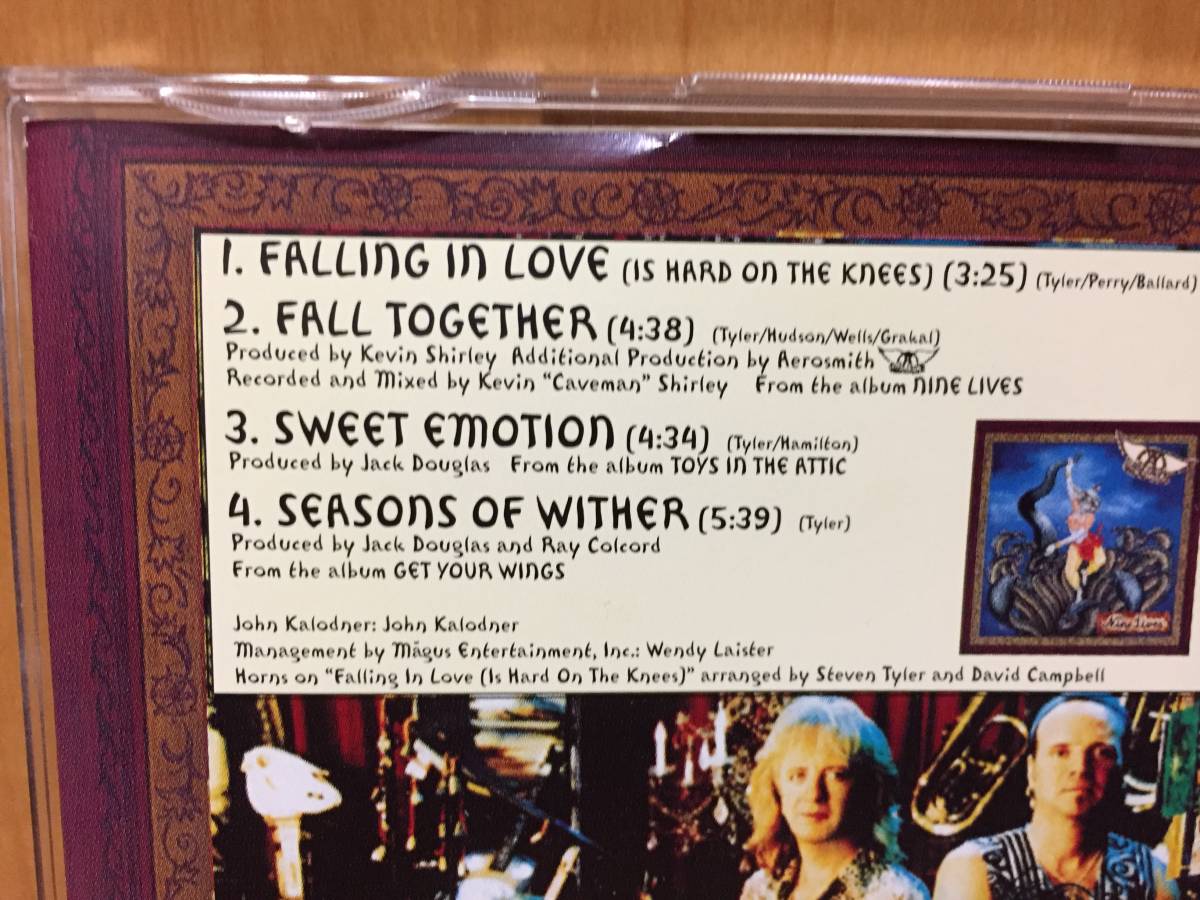 1. FALLING IN LOVE (IS HARD ON THE KNEES) (3:25) (Tyler/Perry/Ballard)
2. FALL TOGETHER (4:38) (Tyler/Hudson/Wells/Grakal)
Produced by Kevin Shirley Additional Production by Aerosmith
Recorded and Mixed by Kevin "Caveman" Shirley From the album NINE LIVES
3. SWEET EMOTION (4:34) (Tyler/Hamilton)
Produced by Jack Douglas From the album TOYS IN THE ATTIC
4. SEASONS OF WITHER (5:39) (Tyler)
Produced by Jack Douglas and Ray Colcord
From the album GET YOUR WINGS
Nine Lives
John Kalodner: John Kalodner
Management by Māgus Entertainment, Inc.: Wendy Laister
Horns on "Falling In Love (Is Hard On The Knees)" arranged by Steven Tyler and David Campbell